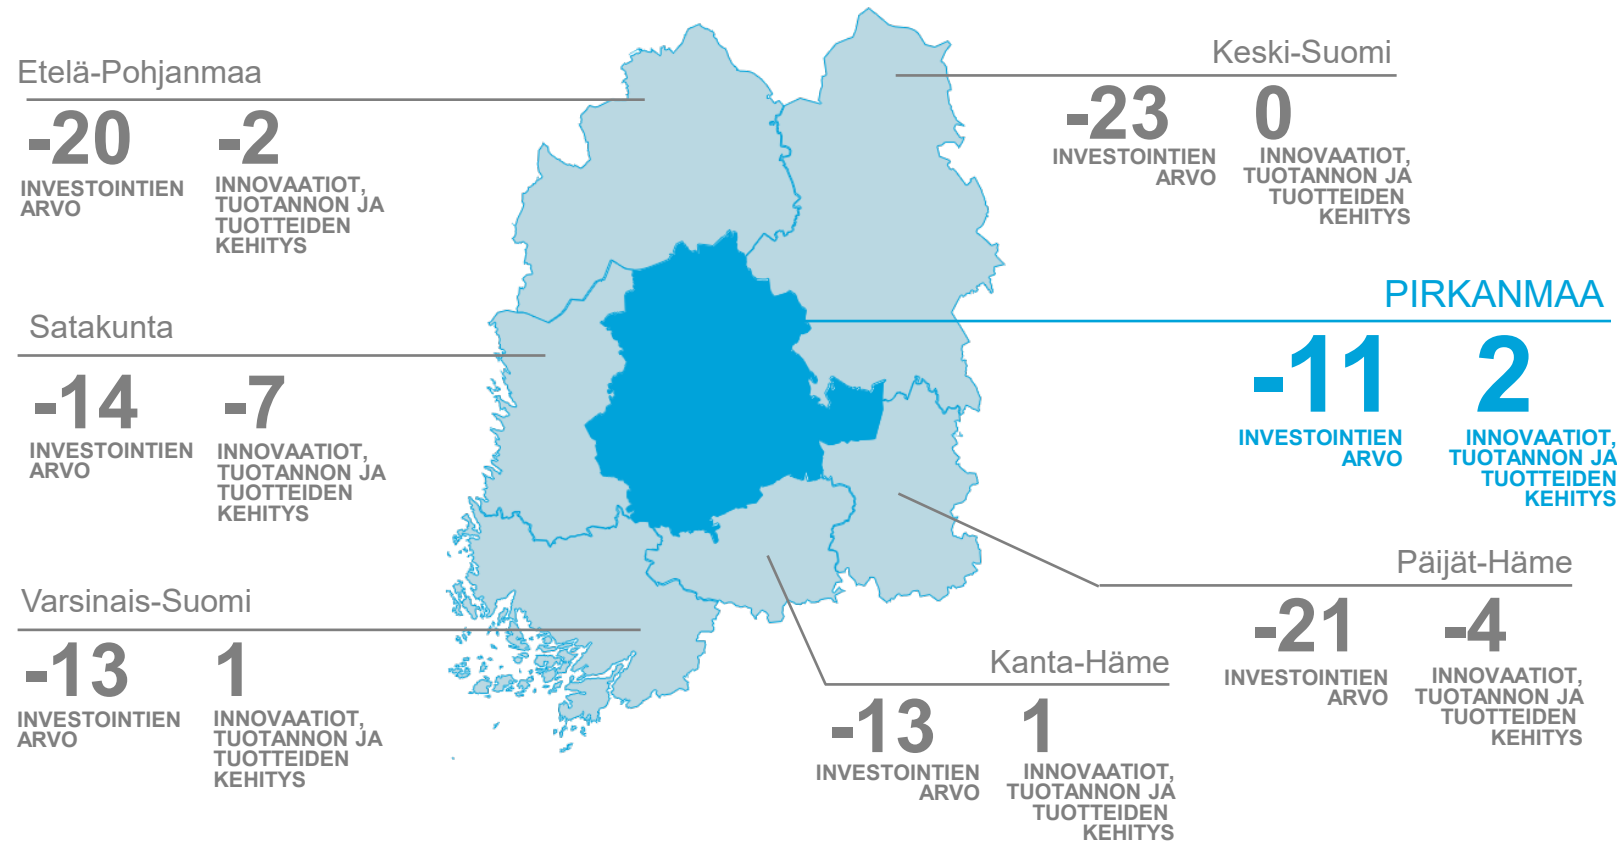 Etelä-Pohjanmaa
-20
INVESTOINTIEN
ARVO
-2
INNOVAATIOT,
TUOTANNON JA
TUOTTEIDEN
KEHITYS
Keski-Suomi
-23
INVESTOINTIEN
ARVO
0
INNOVAATIOT,
TUOTANNON JA
TUOTTEIDEN
KEHITYS
Satakunta
-14
INVESTOINTIEN
ARVO
-7
INNOVAATIOT,
TUOTANNON JA
TUOTTEIDEN
KEHITYS
PIRKANMAA
-11
INVESTOINTIEN
ARVO
2
INNOVAATIOT,
TUOTANNON JA
TUOTTEIDEN
KEHITYS
Varsinais-Suomi
-13
INVESTOINTIEN
ARVO
1
INNOVAATIOT,
TUOTANNON JA
TUOTTEIDEN
KEHITYS
Kanta-Häme
-13
INVESTOINTIEN
ARVO
1
INNOVAATIOT,
TUOTANNON JA
TUOTTEIDEN
KEHITYS
Päijät-Häme
-21
INVESTOINTIEN
ARVO
-4
INNOVAATIOT,
TUOTANNON JA
TUOTTEIDEN
KEHITYS